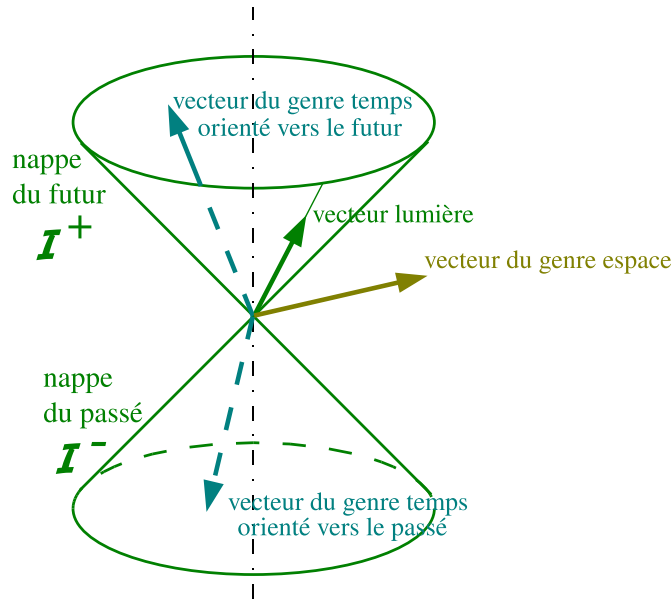 vecteur du genre temps
orienté vers le futur
nappe
du futur
I+
vecteur lumière
vecteur du genre espace
nappe
du passé
I-
vecteur du genre temps
orienté vers le passé